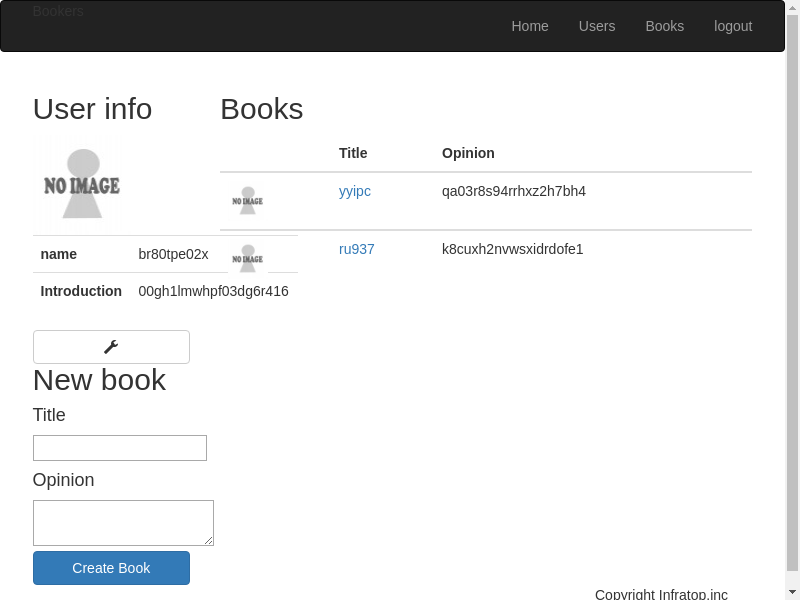 Bookers
Home Users Books logout
User info
Books
Title Opinion
NO IMAGE
NO IMAGE yyipc qa03r8s94rrhxz2h7bh4
name br80tpe02x
NO IMAGE ru937 k8cuxh2nvwsxidrdofe1
Introduction 00gh1lmwhpf03dg6r416
New book
Title
Opinion
Create Book
Copyright Infratop.inc